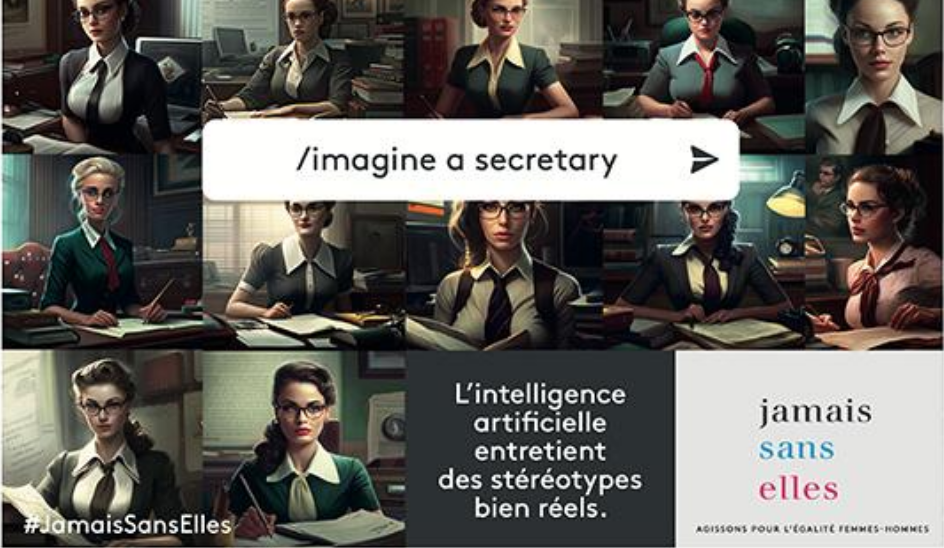 /imagine a secretary
L'intelligence
artificielle
entretient
des stéréotypes
bien réels.
jamais
sans
elles
AGISSONS POUR L'ÉGALITÉ FEMMES-HOMMES
#JamaisSansElles